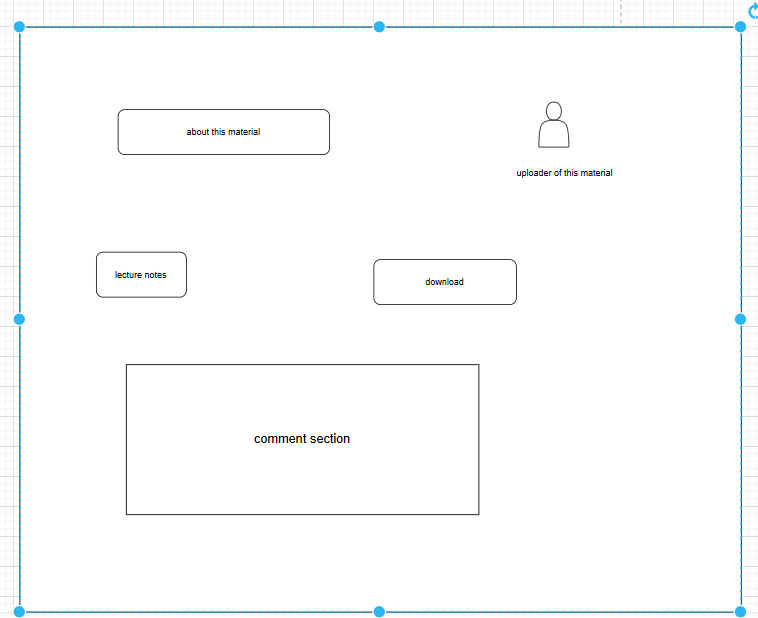 about this material
uploader of this material
lecture notes
download
comment section